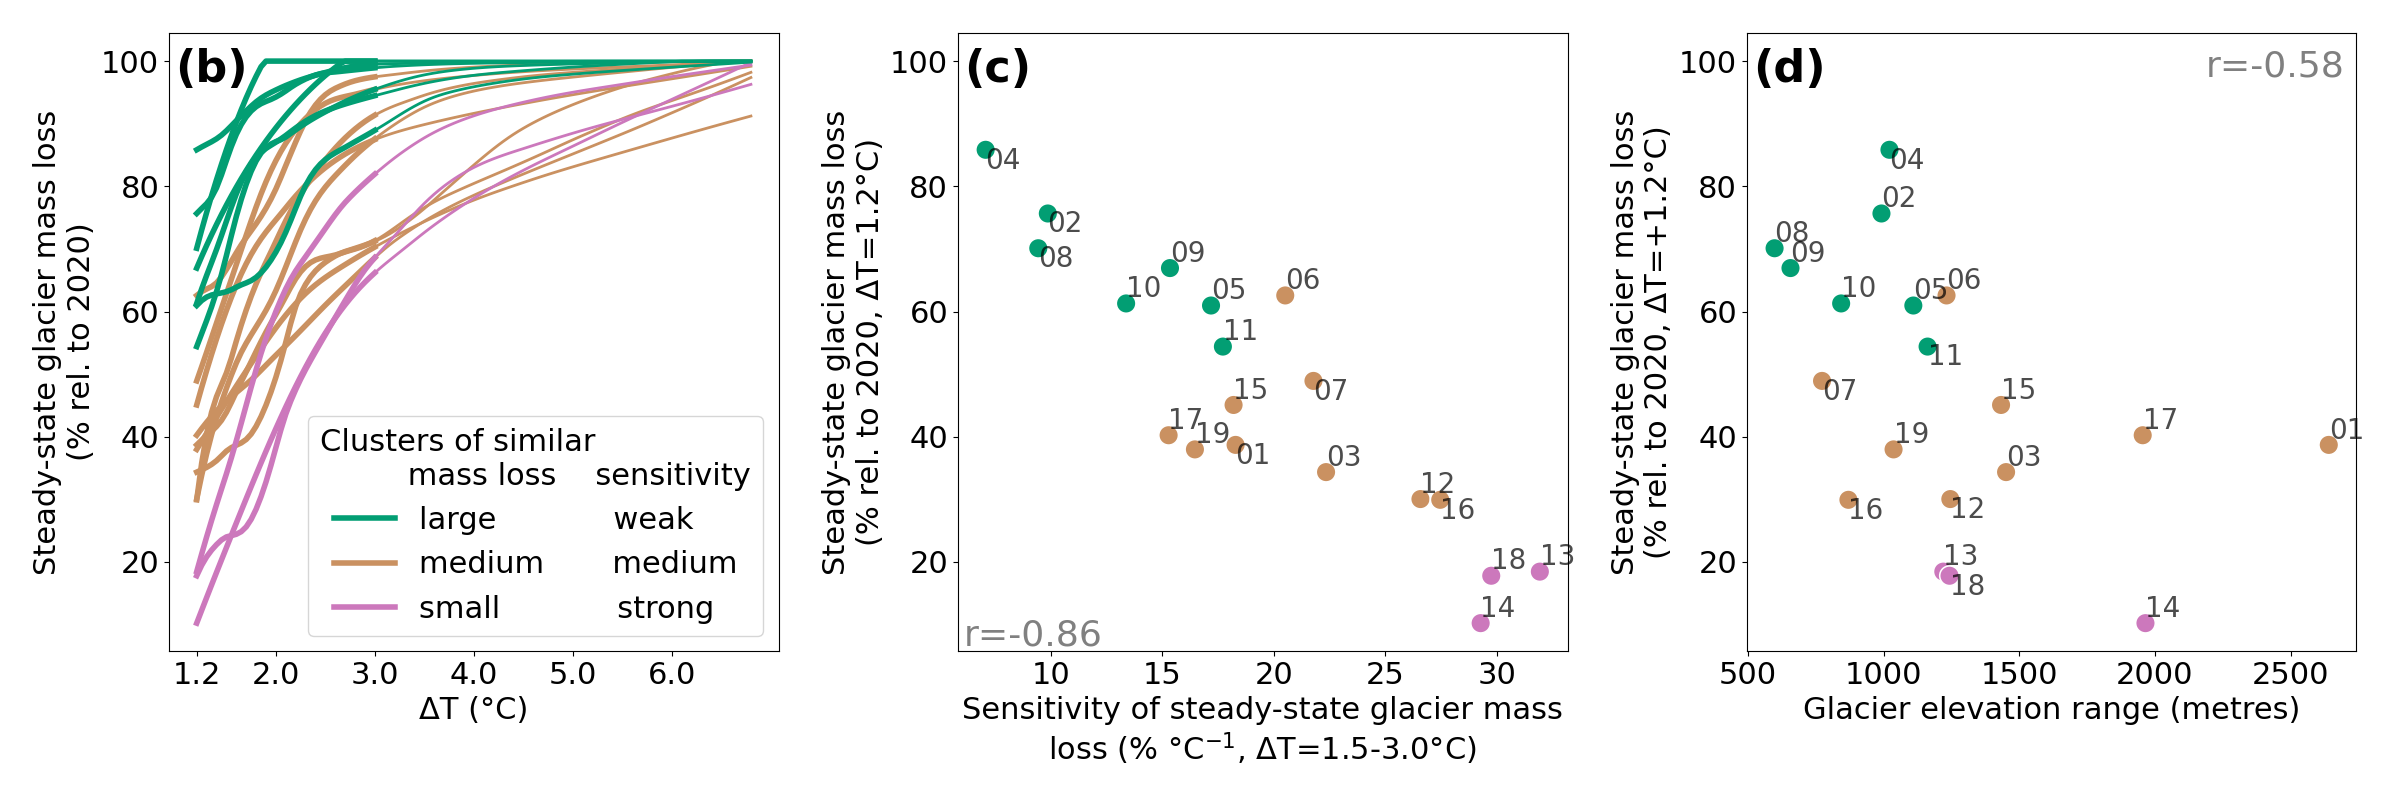 (b)
Steady-state glacier mass loss
(% rel. to 2020)
100
80
60
40
20
Clusters of similar
mass loss sensitivity
large weak
medium medium
small strong
1.2 2.0 3.0 4.0 5.0 6.0
ΔT (°C)
(c)
Steady-state glacier mass loss
(% rel. to 2020, ΔT=1.2°C)
100
80
60
40
20
04
02
08
09
10
05
06
11
07
15
17
19
01
03
12
16
18
13
14
r=-0.86
10 15 20 25 30
Sensitivity of steady-state glacier mass
loss (% °C⁻¹, ΔT=1.5-3.0°C)
(d)
r=-0.58
Steady-state glacier mass loss
(% rel. to 2020, ΔT=+1.2°C)
100
80
60
40
20
04
02
08
09
10
05
06
11
07
15
17
01
19
03
16
12
13
18
14
500 1000 1500 2000 2500
Glacier elevation range (metres)